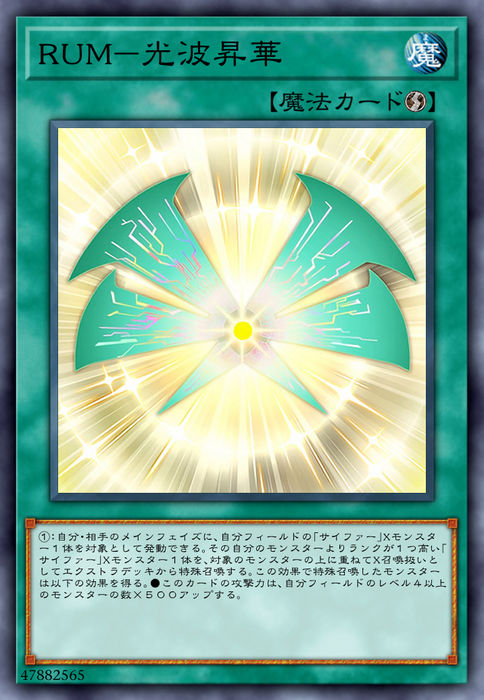 RUM－光波昇華
魔
【魔法カード】
①：自分・相手のメインフェイズに、自分フィールドの「サイファー」Xモンスタ
ー１体を対象として発動できる。その自分のモンスターよりランクが１つ高い「
サイファー」Xモンスター１体を、対象のモンスターの上に重ねてX召喚扱いと
してエクストラデッキから特殊召喚する。この効果で特殊召喚したモンスター
は以下の効果を得る。●このカードの攻撃力は、自分フィールドのレベル４以上
のモンスターの数×５００アップする。
47882565